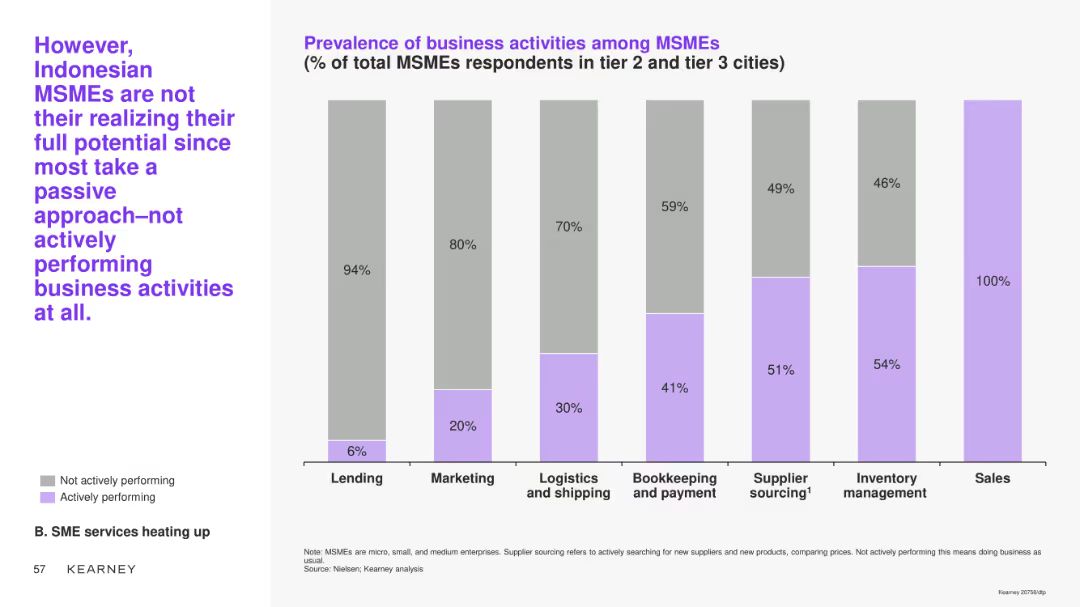 However,
Indonesian
MSMEs are not
their realizing their
full potential since
most take a
passive
approach–not
actively
performing
business activities
at all.
Prevalence of business activities among MSMEs
(% of total MSMEs respondents in tier 2 and tier 3 cities)
94% 80% 70% 59% 49% 46% 100%
6% 20% 30% 41% 51% 54%
Lending Marketing Logistics and shipping Bookkeeping and payment Supplier sourcing¹ Inventory management Sales
Not actively performing
Actively performing
B. SME services heating up
Note: MSMEs are micro, small, and medium enterprises. Supplier sourcing refers to actively searching for new suppliers and new products, comparing prices. Not actively performing this means doing business as
usual.
Source: Nielsen; Kearney analysis
57 KEARNEY
Kearney 20758/dtp